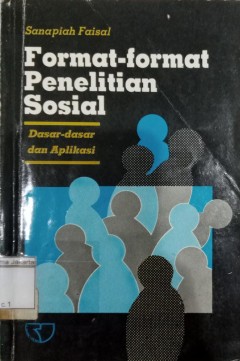 Sanapiah Faisal
Format-format
Penelitian
Sosial
Dasar-dasar
dan Aplikasi